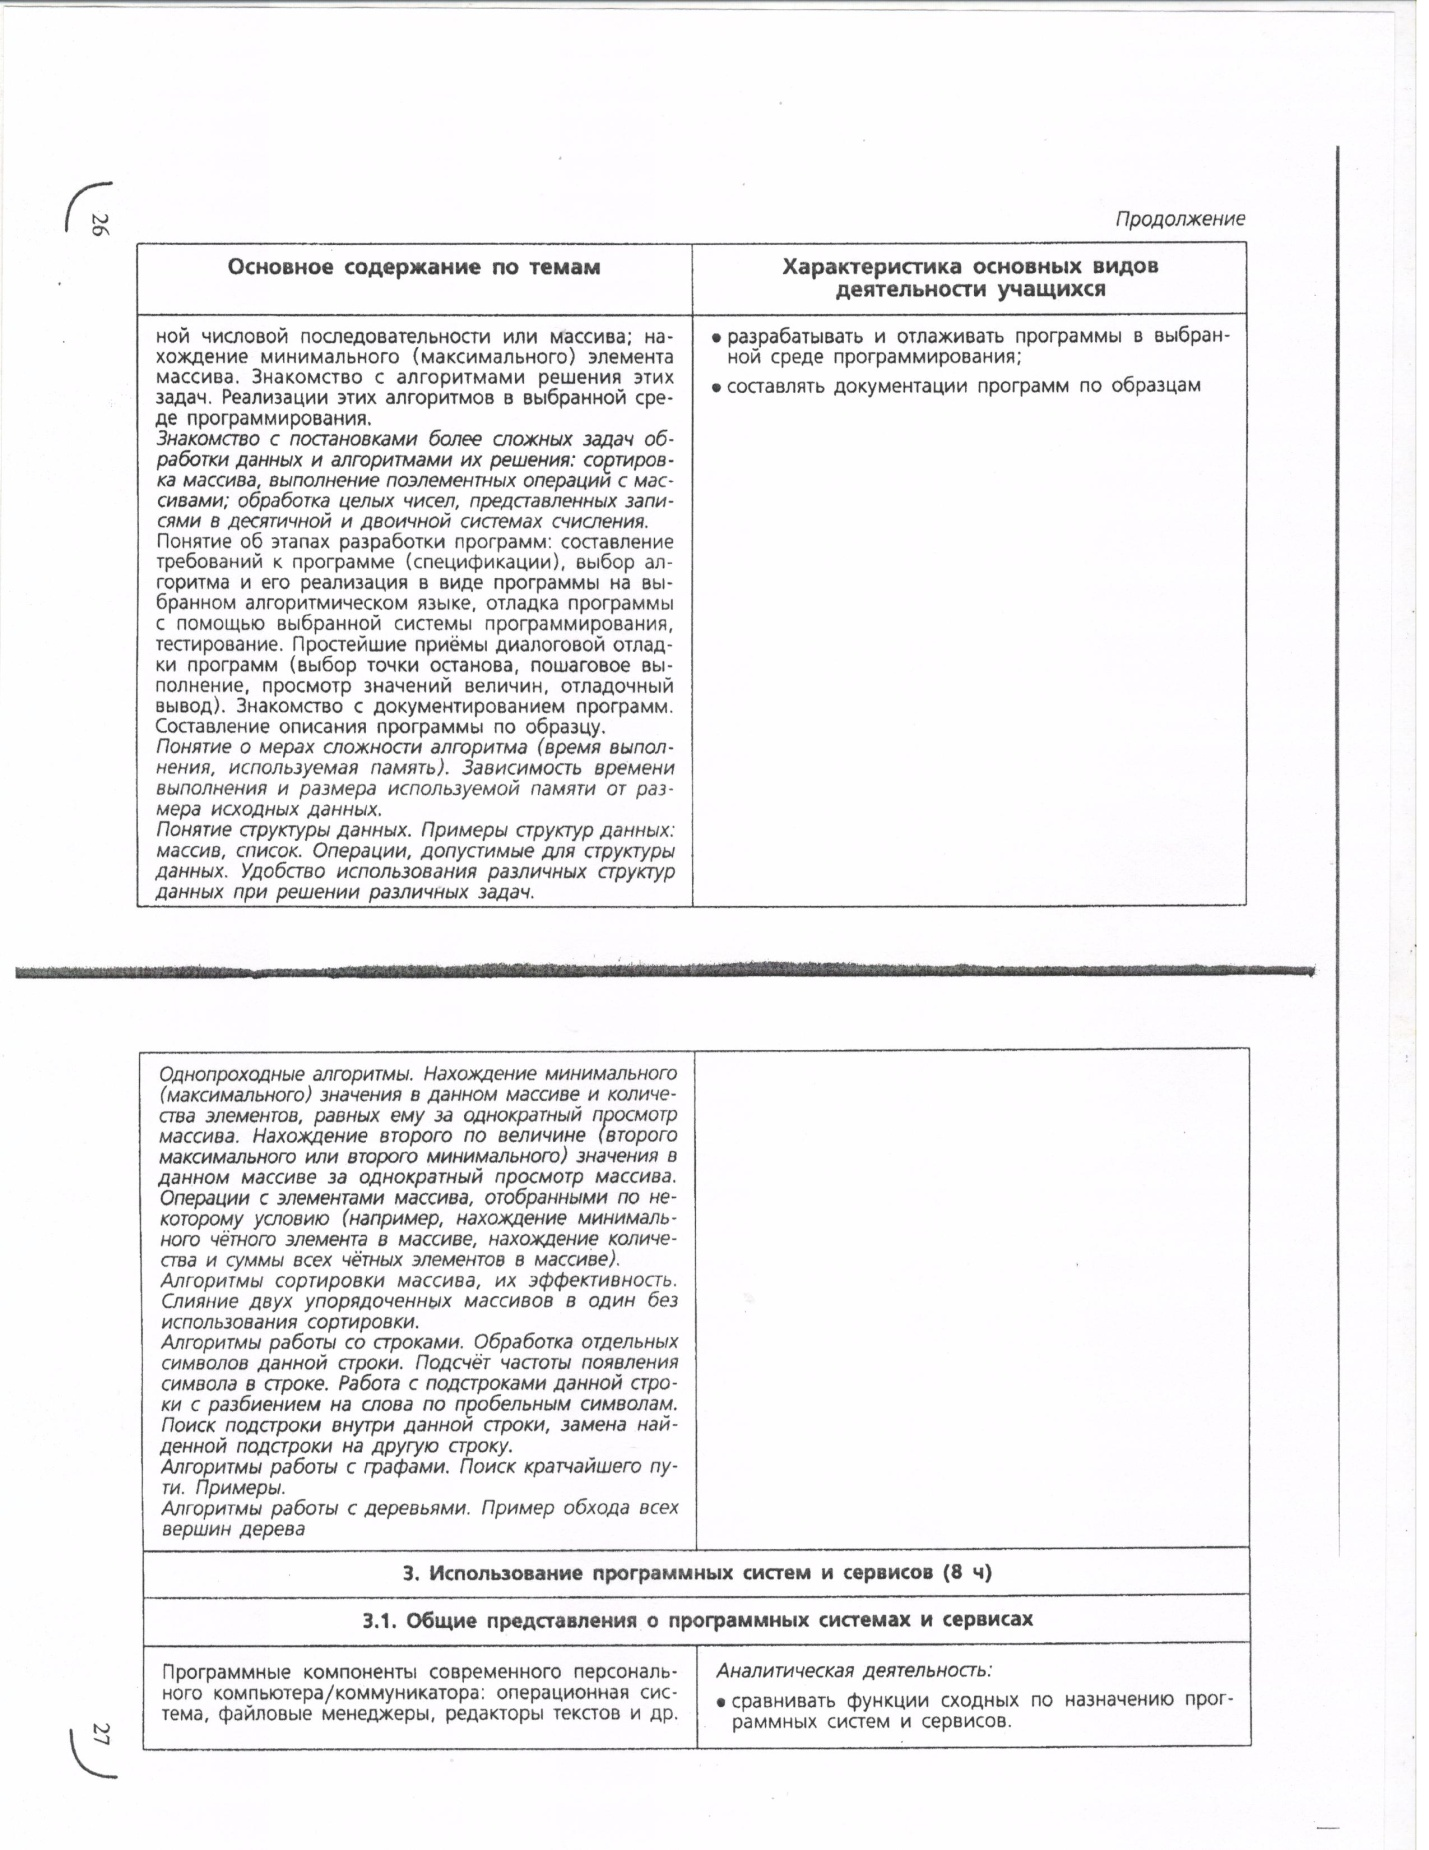 26
Продолжение
Основное содержание по темам
Характеристика основных видов
деятельности учащихся
ной числовой последовательности или массива; на-
хождение минимального (максимального) элемента
массива. Знакомство с алгоритмами решения этих
задач. Реализации этих алгоритмов в выбранной сре-
де программирования.
Знакомство с постановками более сложных задач об-
работки данных и алгоритмами их решения: сортиров-
ка массива, выполнение поэлементных операций с мас-
сивами; обработка целых чисел, представленных запи-
сями в десятичной и двоичной системах счисления.
Понятие об этапах разработки программ: составление
требований к программе (спецификации), выбор ал-
горитма и его реализация в виде программы на вы-
бранном алгоритмическом языке, отладка программы
с помощью выбранной системы программирования,
тестирование. Простейшие приёмы диалоговой отлад-
ки программ (выбор точки останова, пошаговое вы-
полнение, просмотр значений величин, отладочный
вывод). Знакомство с документированием программ.
Составление описания программы по образцу.
Понятие о мерах сложности алгоритма (время выпол-
нения, используемая память). Зависимость времени
выполнения и размера используемой памяти от раз-
мера исходных данных.
Понятие структуры данных. Примеры структур данных:
массив, список. Операции, допустимые для структуры
данных. Удобство использования различных структур
данных при решении различных задач.
• разрабатывать и отлаживать программы в выбран-
ной среде программирования;
• составлять документации программ по образцам
Однопроходные алгоритмы. Нахождение минимального
(максимального) значения в данном массиве и количе-
ства элементов, равных ему за однократный просмотр
массива. Нахождение второго по величине (второго
максимального или второго минимального) значения в
данном массиве за однократный просмотр массива.
Операции с элементами массива, отобранными по не-
которому условию (например, нахождение минималь-
ного чётного элемента в массиве, нахождение количе-
ства и суммы всех чётных элементов в массиве).
Алгоритмы сортировки массива, их эффективность.
Слияние двух упорядоченных массивов в один без
использования сортировки.
Алгоритмы работы со строками. Обработка отдельных
символов данной строки. Подсчёт частоты появления
символа в строке. Работа с подстроками данной стро-
ки с разбиением на слова по пробельным символам.
Поиск подстроки внутри данной строки, замена най-
денной подстроки на другую строку.
Алгоритмы работы с графами. Поиск кратчайшего пу-
ти. Примеры.
Алгоритмы работы с деревьями. Пример обхода всех
вершин дерева
3. Использование программных систем и сервисов (8 ч)
3.1. Общие представления о программных системах и сервисах
Программные компоненты современного персональ-
ного компьютера/коммуникатора: операционная сис-
тема, файловые менеджеры, редакторы текстов и др.
Аналитическая деятельность:
• сравнивать функции сходных по назначению прог-
раммных систем и сервисов.
27